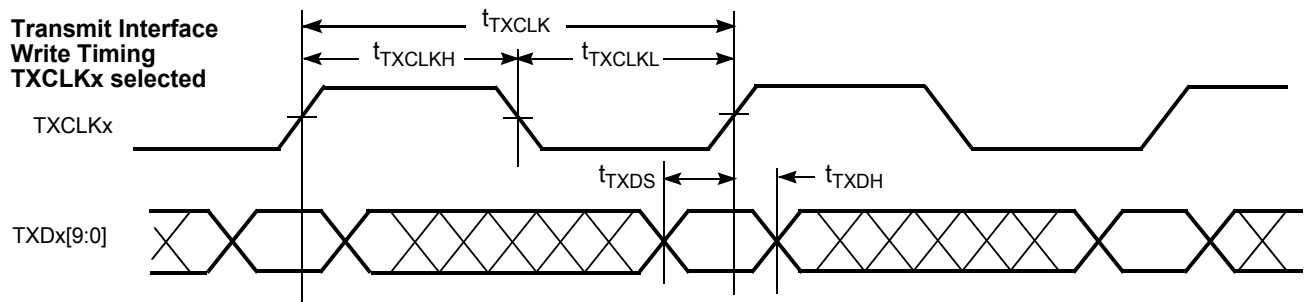 Transmit Interface
Write Timing
TXCLKx selected
tTXCLK
tTXCLKH
tTXCLKL
TXCLKx
tTXDS
tTXDH
TXDx[9:0]